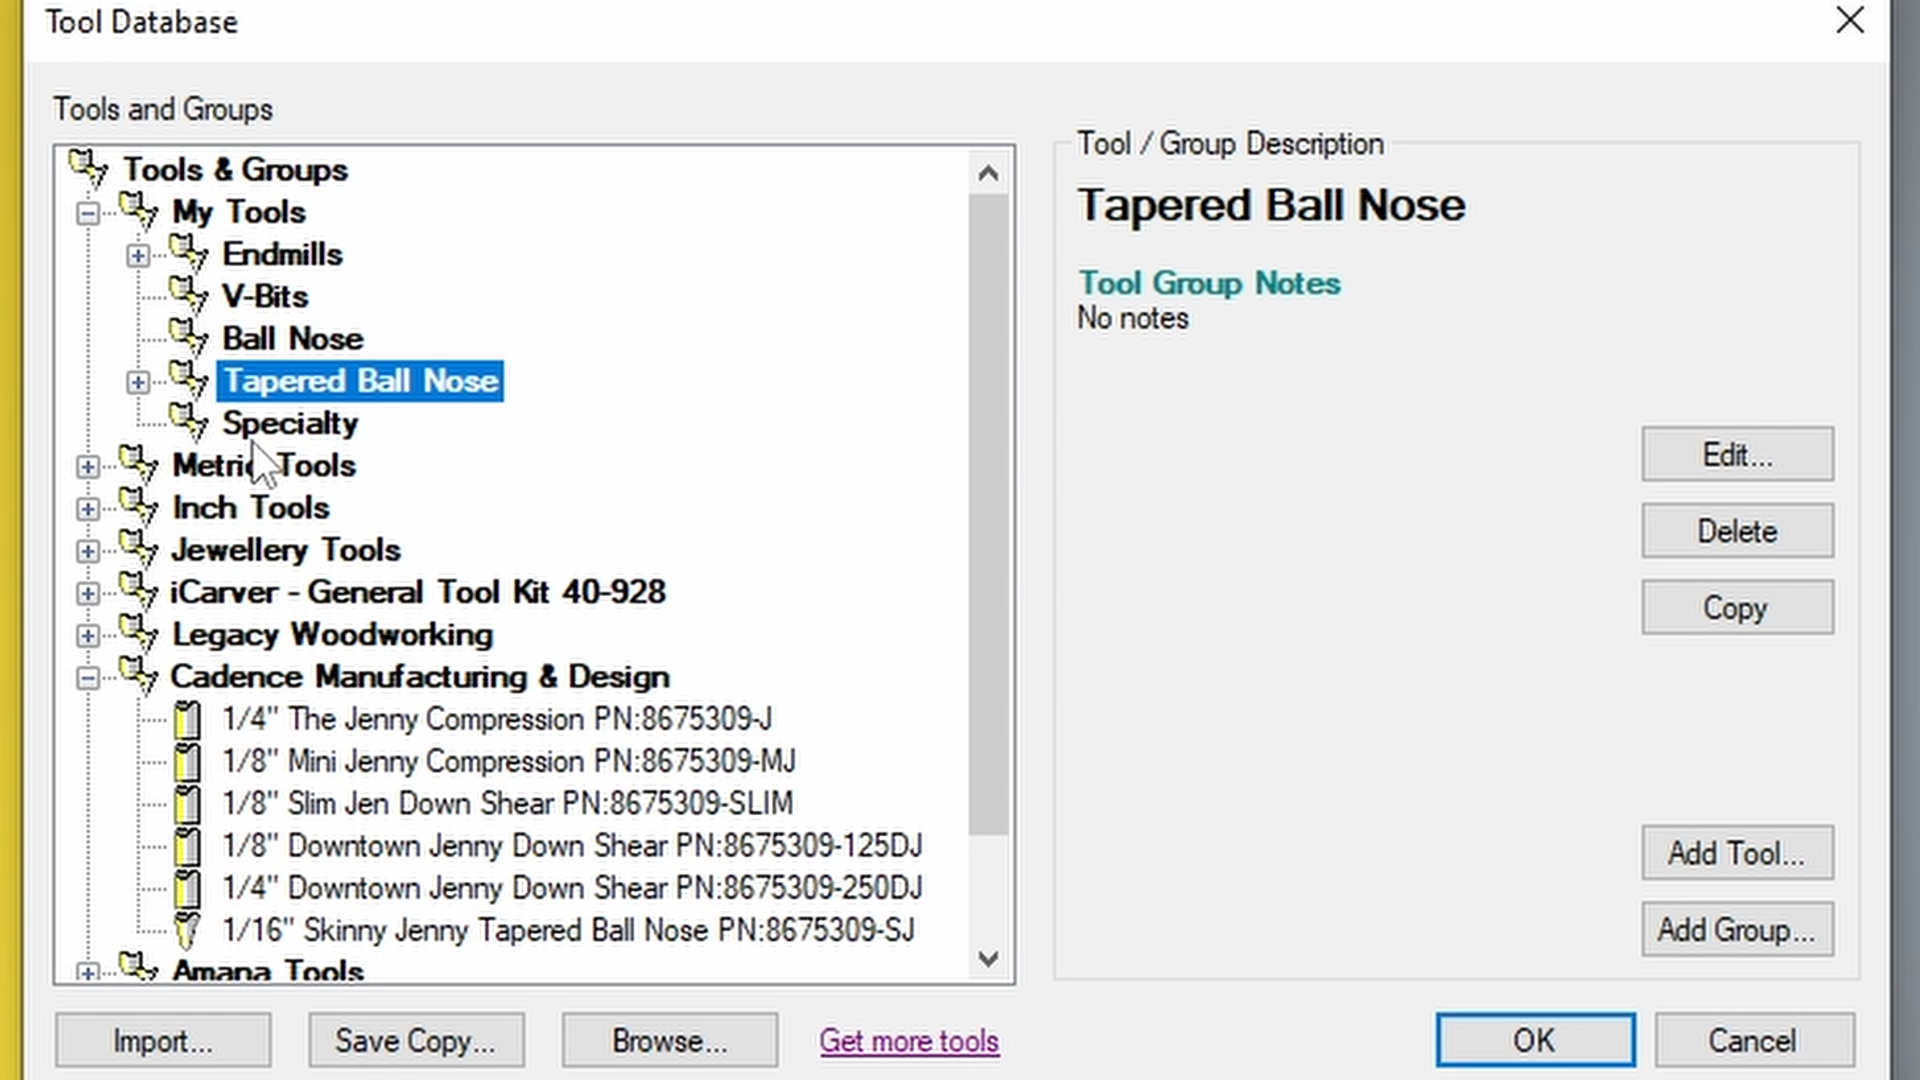 Tool Database
Tools and Groups
Tools & Groups
My Tools
Endmills
V-Bits
Ball Nose
Tapered Ball Nose
Specialty
Metric Tools
Inch Tools
Jewellery Tools
iCarver - General Tool Kit 40-928
Legacy Woodworking
Cadence Manufacturing & Design
1/4" The Jenny Compression PN:8675309-J
1/8" Mini Jenny Compression PN:8675309-MJ
1/8" Slim Jen Down Shear PN:8675309-SLIM
1/8" Downtown Jenny Down Shear PN:8675309-125DJ
1/4" Downtown Jenny Down Shear PN:8675309-250DJ
1/16" Skinny Jenny Tapered Ball Nose PN:8675309-SJ
Amana Tools
Tool / Group Description
Tapered Ball Nose
Tool Group Notes
No notes
Edit...
Delete
Copy
Add Tool...
Add Group...
Import...
Save Copy...
Browse...
Get more tools
OK
Cancel